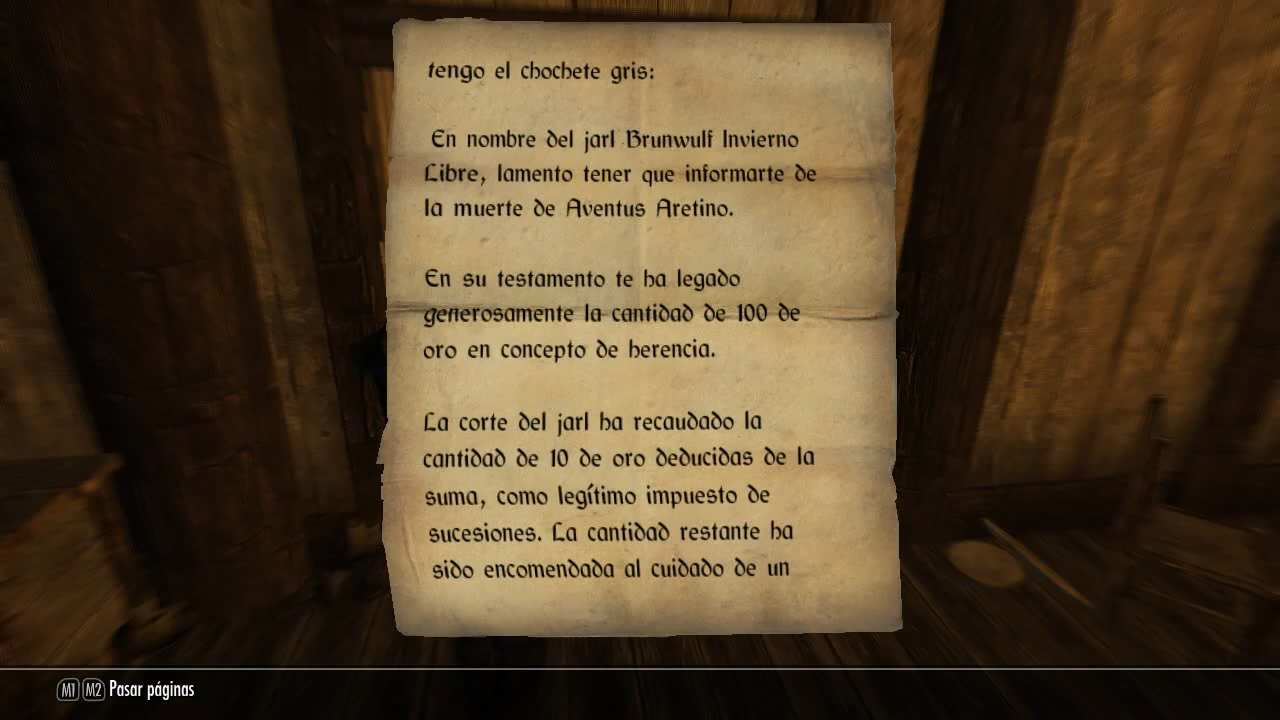 tengo el chochete gris:
En nombre del jarl Brunwulf Invierno
Libre, lamento tener que informarte de
la muerte de Aventus Aretino.
En su testamento te ha legado
generosamente la cantidad de 100 de
oro en concepto de herencia.
La corte del jarl ha recaudado la
cantidad de 10 de oro deducidas de la
suma, como legítimo impuesto de
sucesiones. La cantidad restante ha
sido encomendada al cuidado de un
M1 M2 Pasar páginas